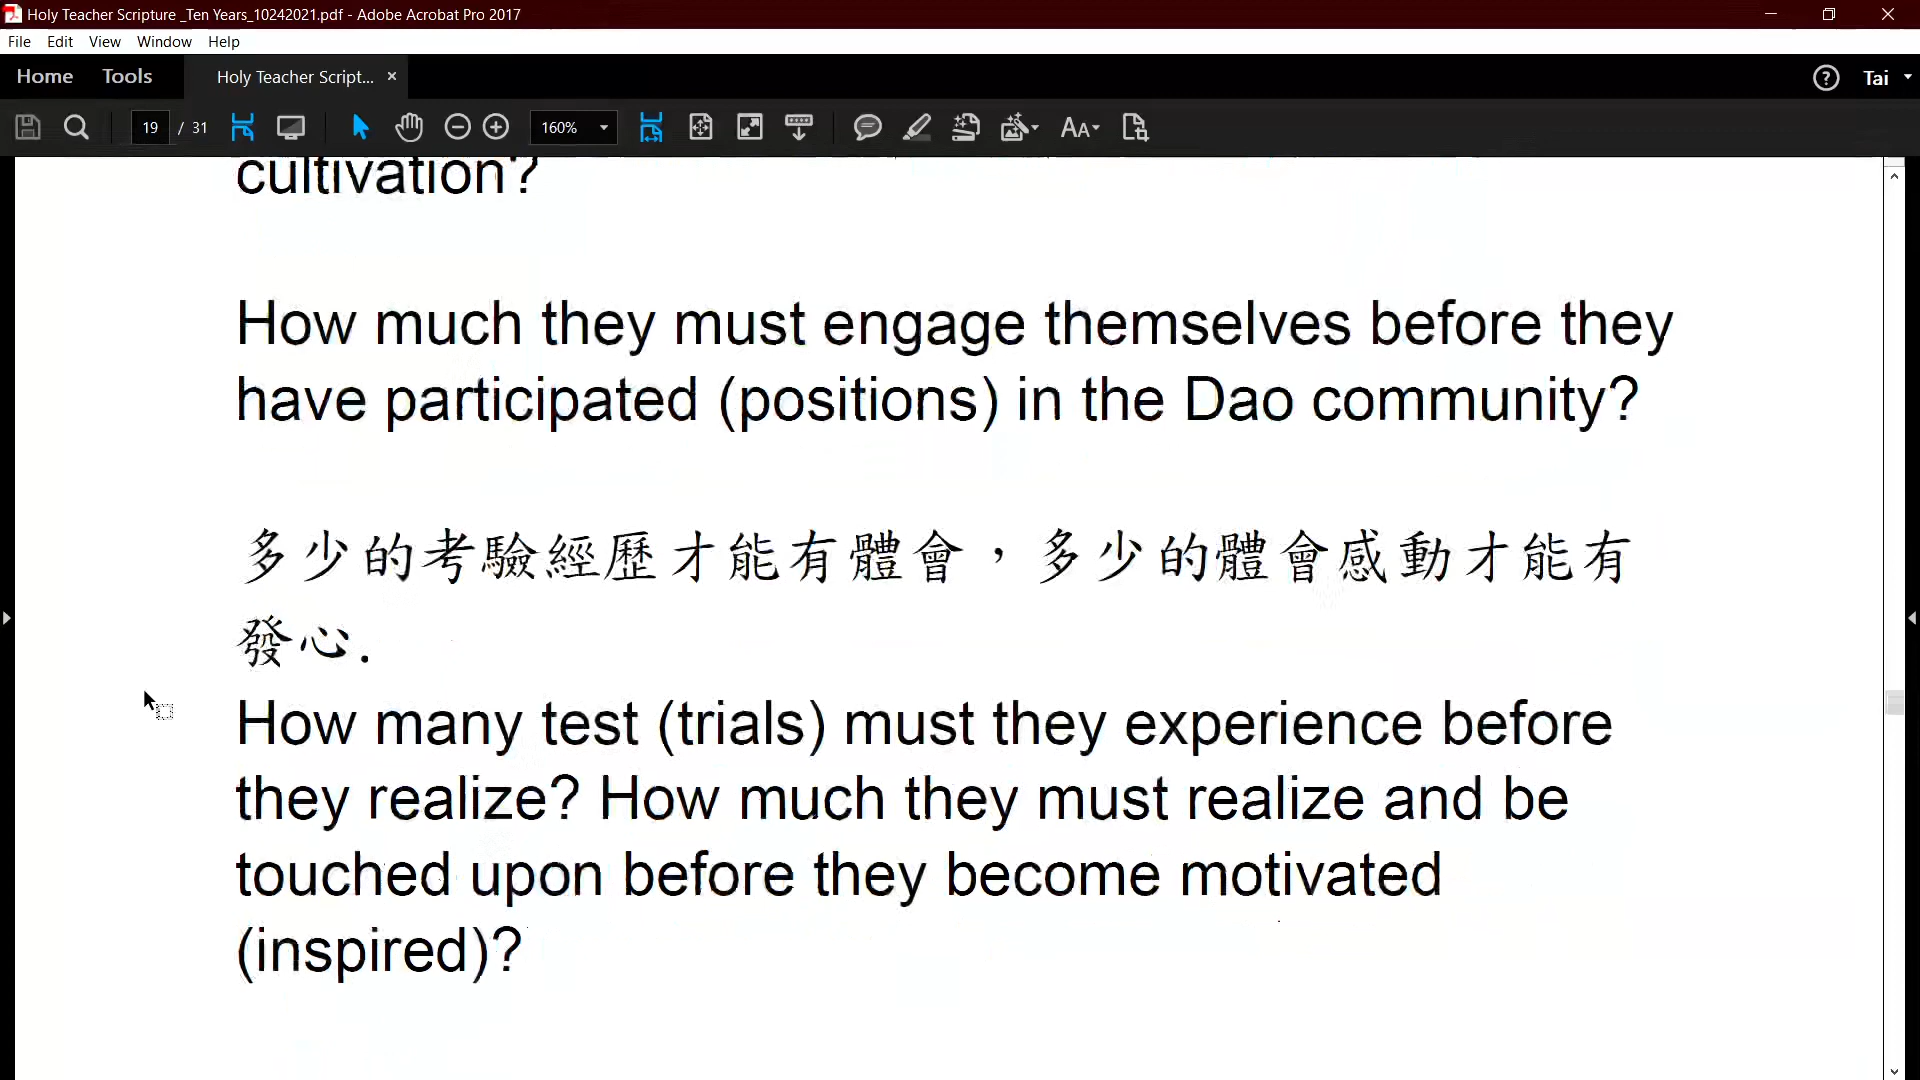 Holy Teacher Scripture _Ten Years_10242021.pdf - Adobe Acrobat Pro 2017
File Edit View Window Help
Home Tools Holy Teacher Script... × Tai
19 / 31 160%
cultivation?
How much they must engage themselves before they
have participated (positions) in the Dao community?
多少的考驗經歷才能有體會，多少的體會感動才能有
發心.
How many test (trials) must they experience before
they realize? How much they must realize and be
touched upon before they become motivated
(inspired)?